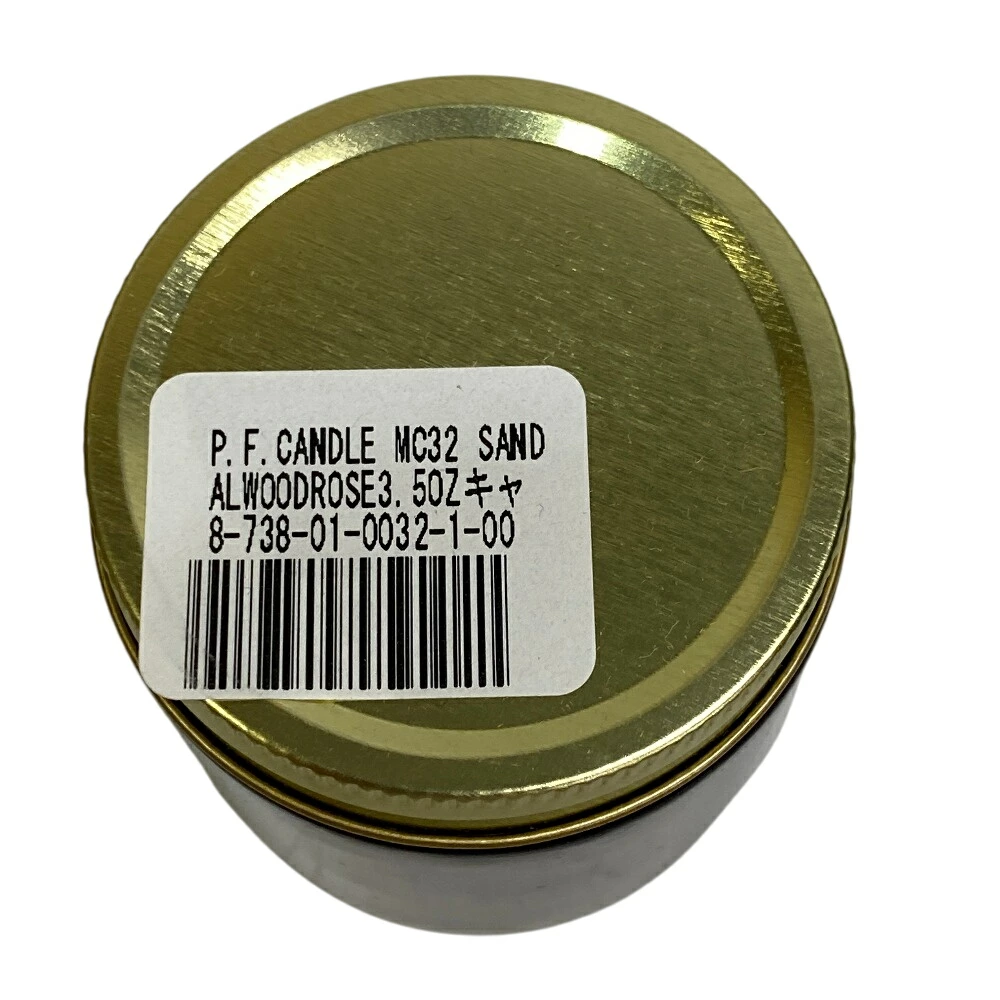 P.F.CANDLE MC32 SAND
ALWOODROSE3.5OZキャ
8-738-01-0032-1-00